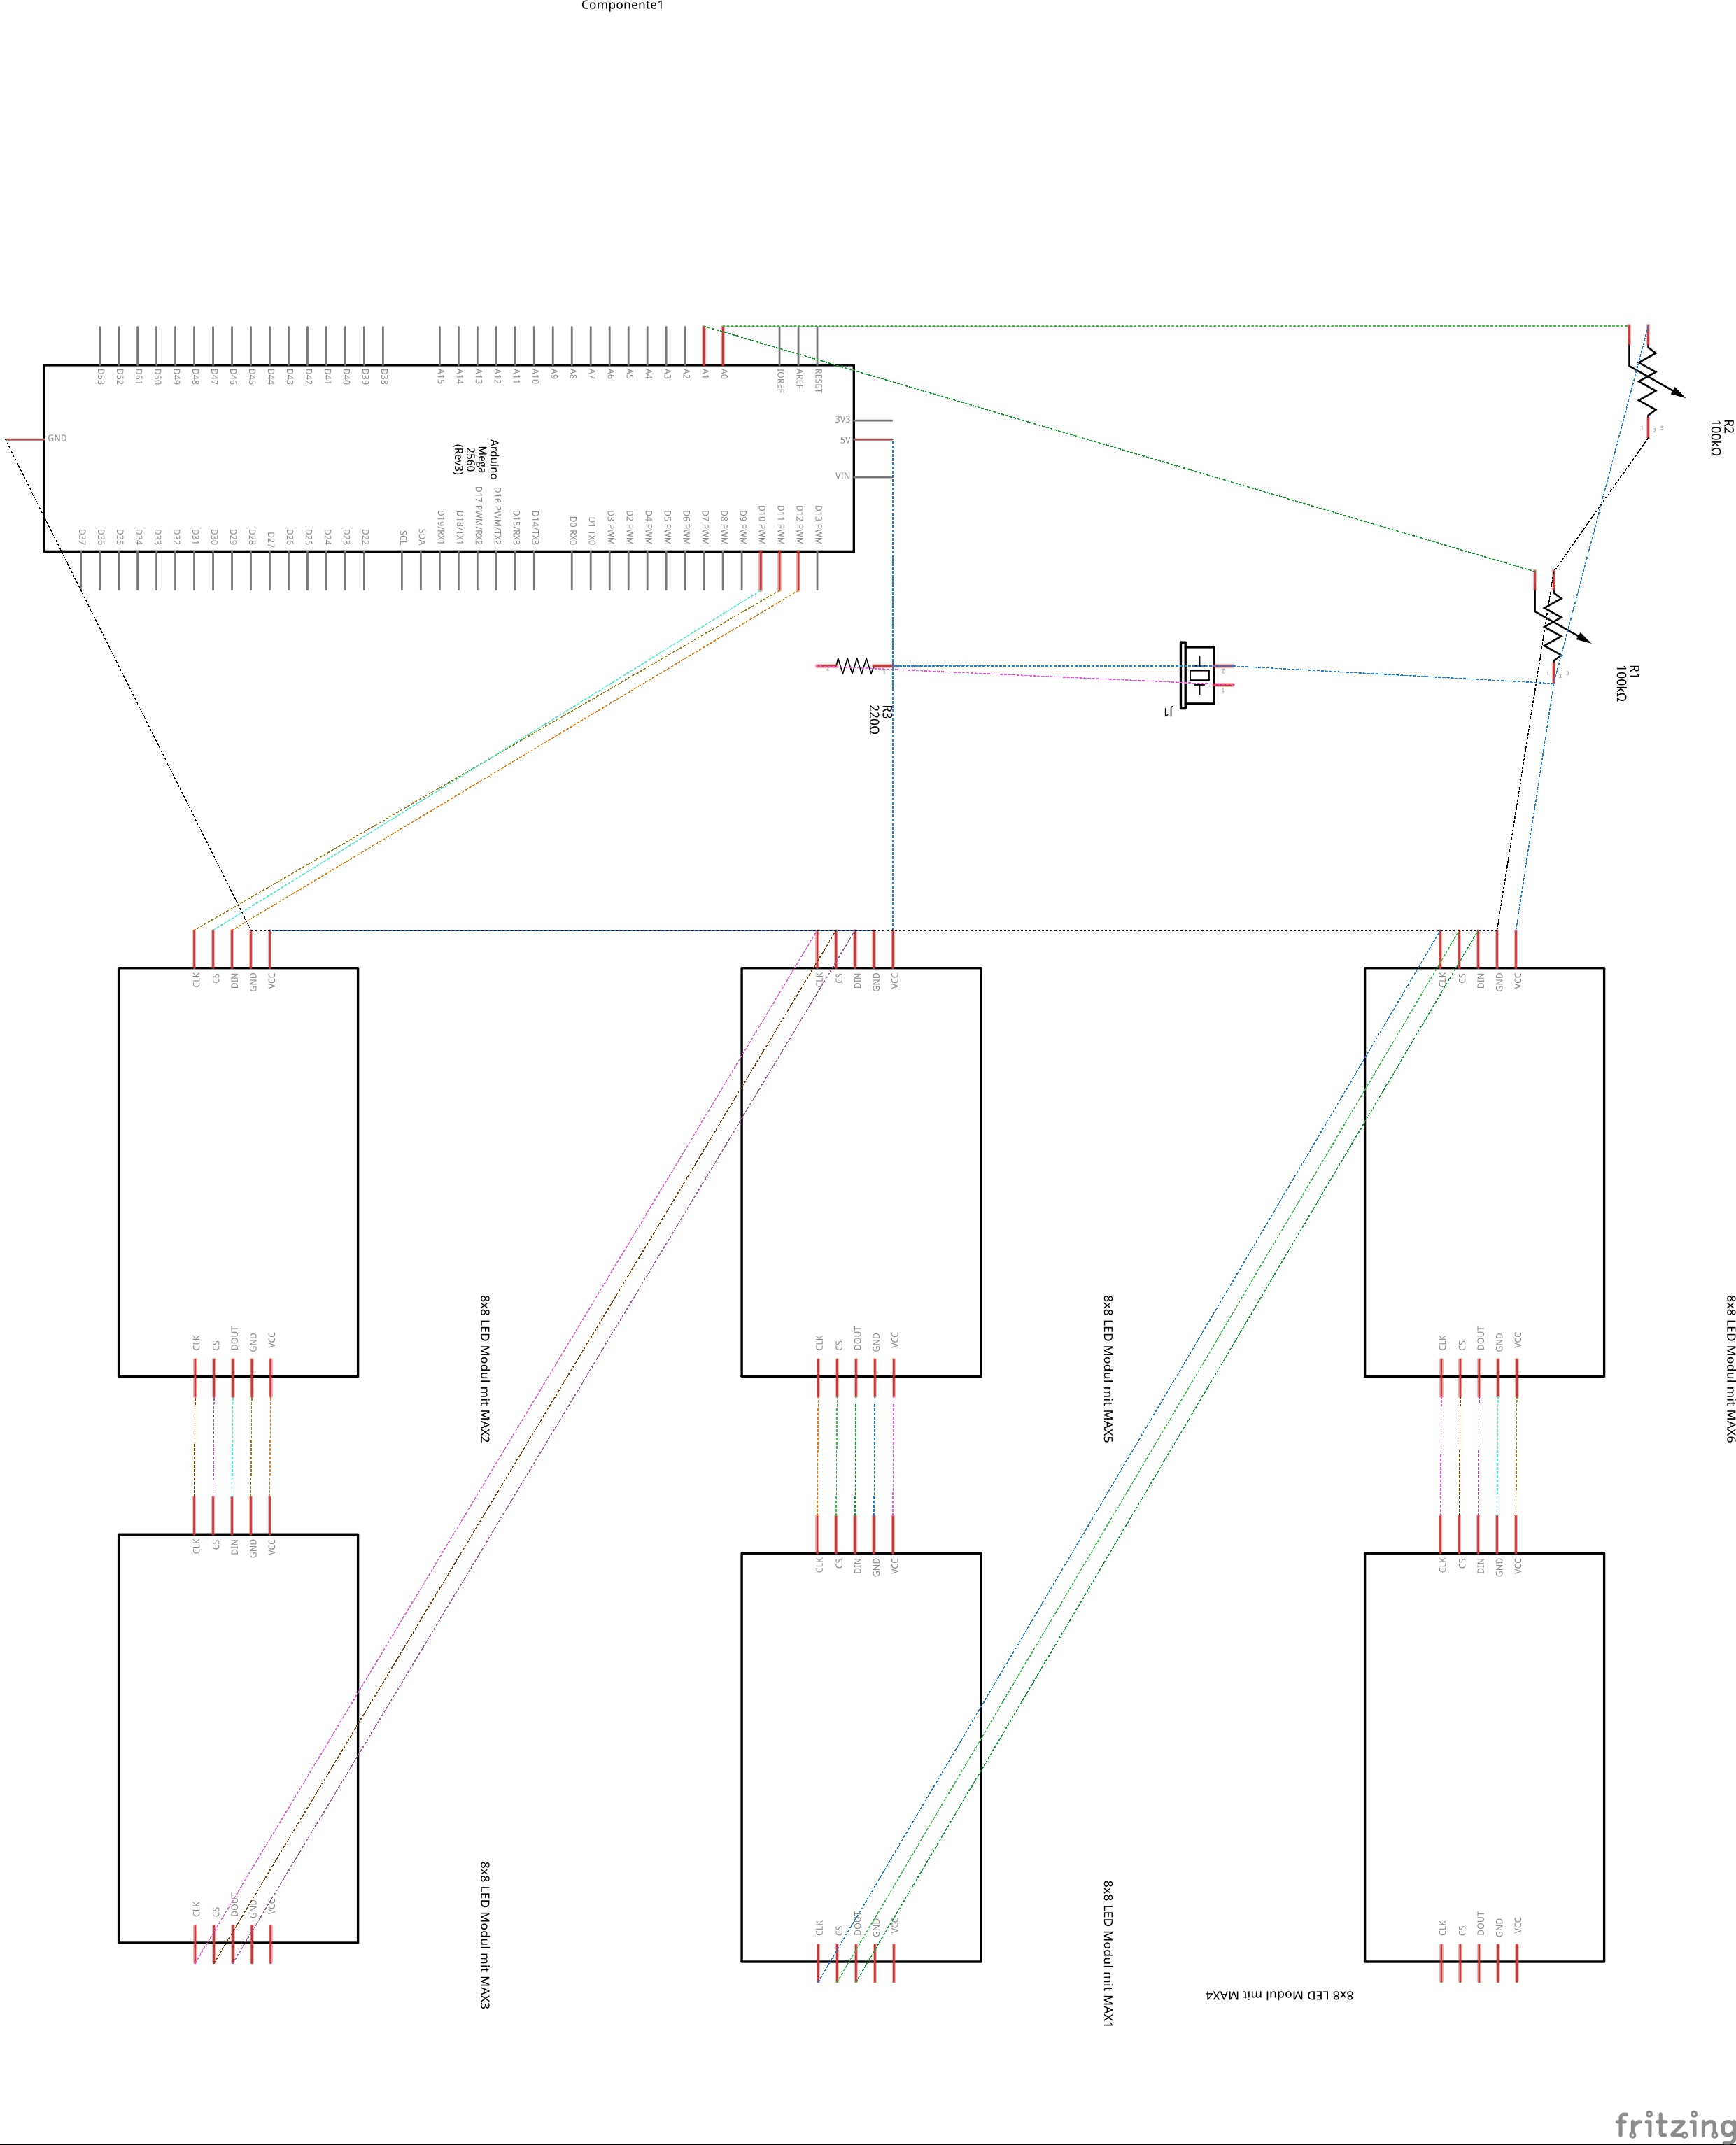 Componente1
D53
D52
D51
D50
D49
D48
D47
D46
D45
D44
D43
D42
D41
D40
D39
D38
A15
A14
A13
A12
A11
A10
A9
A8
A7
A6
A5
A4
A3
A2
A1
A0
IOREF
AREF
RESET
3V3
5V
VIN
GND
Arduino
Mega
2560
(Rev3)
D37
D36
D35
D34
D33
D32
D31
D30
D29
D28
D27
D26
D25
D24
D23
D22
SCL
SDA
D19/RX1
D18/TX1
D17 PWM/RX2
D16 PWM/TX2
D15/RX3
D14/TX3
D0 RX0
D1 TX0
D3 PWM
D2 PWM
D4 PWM
D5 PWM
D6 PWM
D7 PWM
D8 PWM
D9 PWM
D10 PWM
D11 PWM
D12 PWM
D13 PWM
R2
100kΩ
R1
100kΩ
R3
220Ω
J1
CLK
CS
DIN
GND
VCC
CLK
CS
DIN
GND
VCC
CLK
CS
DIN
GND
VCC
CLK
CS
DOUT
GND
VCC
8x8 LED Modul mit MAX2
CLK
CS
DOUT
GND
VCC
8x8 LED Modul mit MAX5
CLK
CS
DOUT
GND
VCC
8x8 LED Modul mit MAX6
CLK
CS
DIN
GND
VCC
CLK
CS
DIN
GND
VCC
CLK
CS
DIN
GND
VCC
CLK
CS
DOUT
GND
VCC
8x8 LED Modul mit MAX3
CLK
CS
DOUT
GND
VCC
8x8 LED Modul mit MAX1
CLK
CS
DOUT
GND
VCC
8x8 LED Modul mit MAX4
fritzing